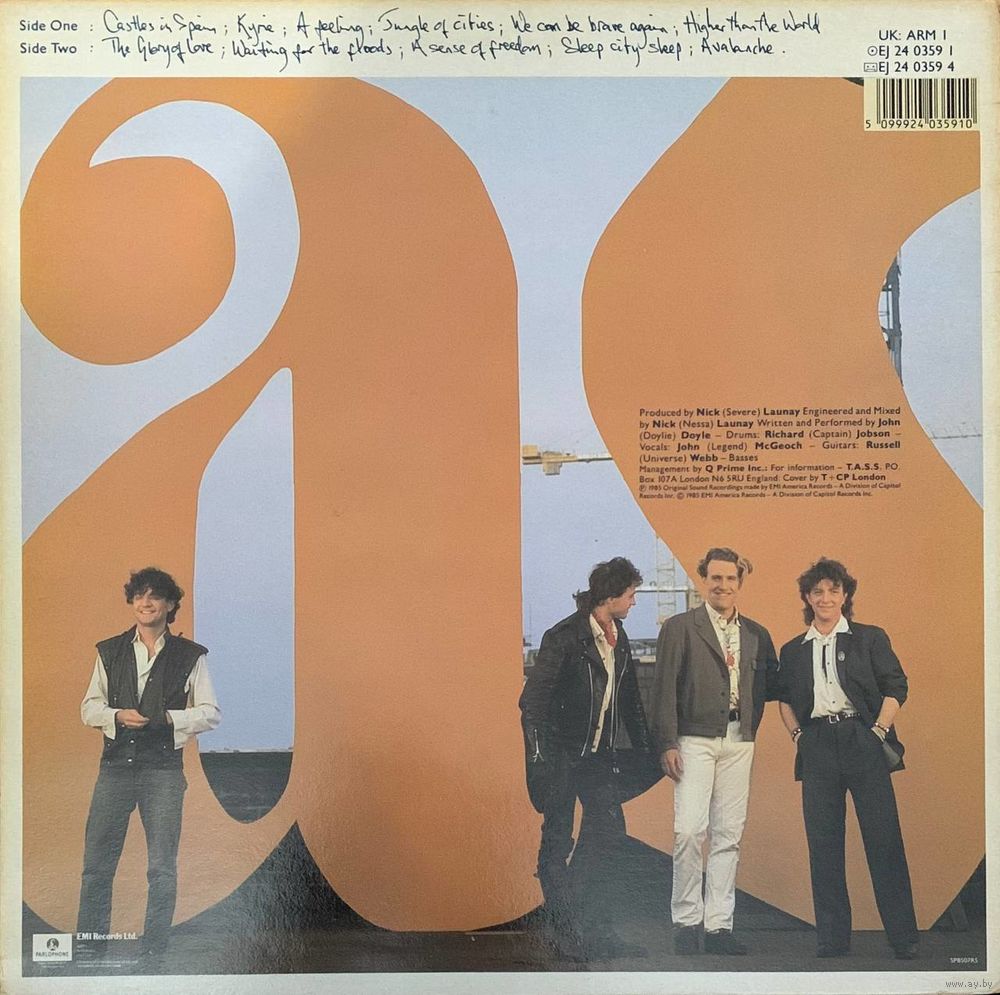 Side One : Castles in Spain ; Kyrie ; A feeling ; Jungle of cities ; We can be brave again ; Higher than the World
Side Two : The Glory of Love ; Waiting for the floods ; A sense of freedom ; Sleep city sleep ; Avalanche .
UK: ARM 1
EJ 24 0359 1
EJ 24 0359 4
5 099924 035910
as
Produced by Nick (Severe) Launay Engineered and Mixed
by Nick (Nessa) Launay Written and Performed by John
(Doylie) Doyle – Drums: Richard (Captain) Jobson –
Vocals: John (Legend) McGeoch – Guitars: Russell
(Universe) Webb – Basses
Management by Q Prime Inc.: For information – T.A.S.S. P.O.
Box 107A London N6 5RU England: Cover by T+CP London
Ⓟ 1985 Original Sound Recordings made by EMI America Records – A Division of Capitol
Records Inc. © 1985 EMI America Records – A Division of Capitol Records Inc.
EMI Records Ltd.
PARLOPHONE
www.ay.by